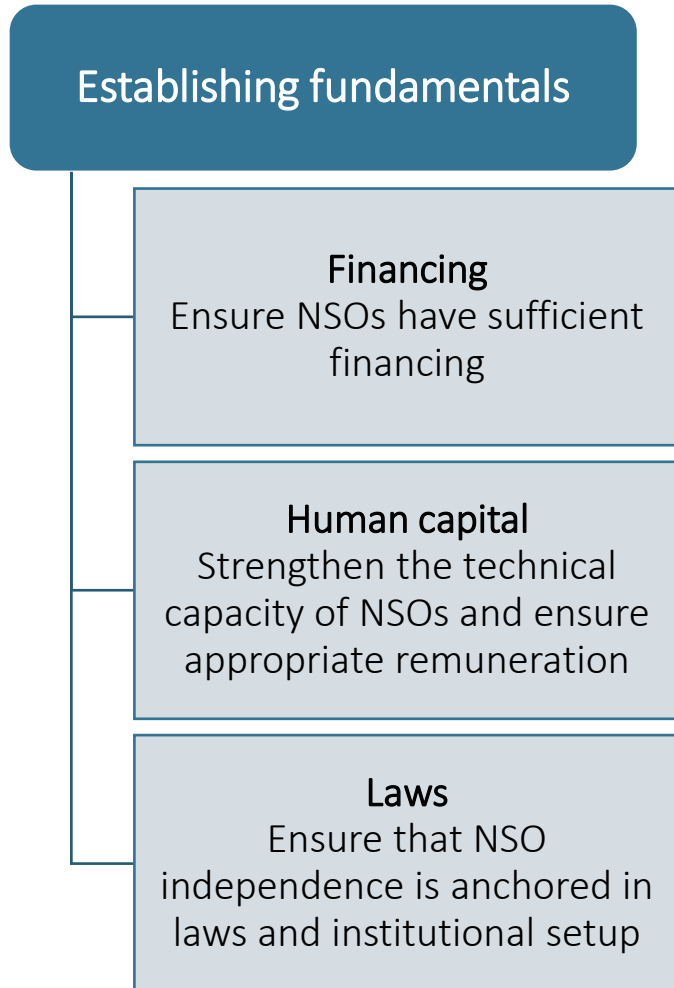 Establishing fundamentals
Financing
Ensure NSOs have sufficient
financing
Human capital
Strengthen the technical
capacity of NSOs and ensure
appropriate remuneration
Laws
Ensure that NSO
independence is anchored in
laws and institutional setup